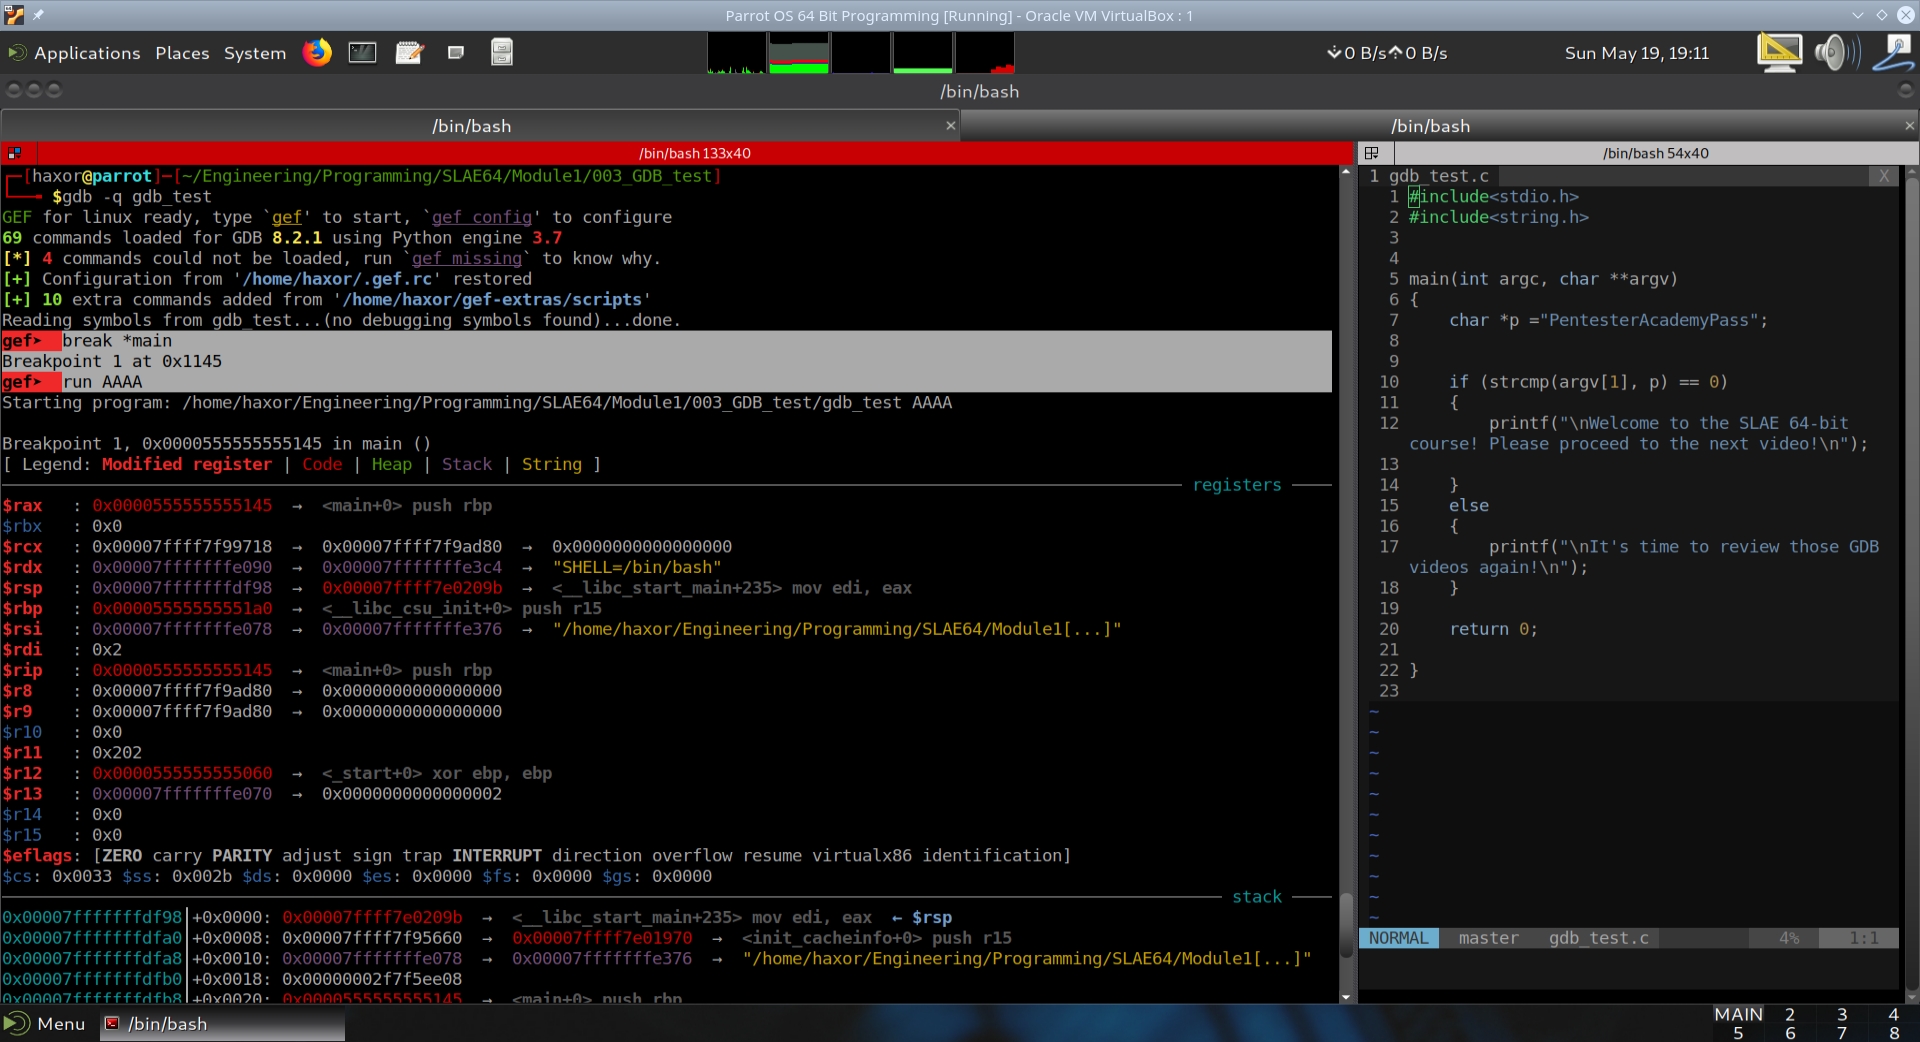 Parrot OS 64 Bit Programming [Running] - Oracle VM VirtualBox : 1
Applications Places System 0 B/s 0 B/s Sun May 19, 19:11
/bin/bash
/bin/bash × /bin/bash ×
/bin/bash 133x40
[haxor@parrot]─[~/Engineering/Programming/SLAE64/Module1/003_GDB_test]
$gdb -q gdb_test
GEF for linux ready, type `gef' to start, `gef config' to configure
69 commands loaded for GDB 8.2.1 using Python engine 3.7
[*] 4 commands could not be loaded, run `gef missing` to know why.
[+] Configuration from '/home/haxor/.gef.rc' restored
[+] 10 extra commands added from '/home/haxor/gef-extras/scripts'
Reading symbols from gdb_test...(no debugging symbols found)...done.
gef➤ break *main
Breakpoint 1 at 0x1145
gef➤ run AAAA
Starting program: /home/haxor/Engineering/Programming/SLAE64/Module1/003_GDB_test/gdb_test AAAA
Breakpoint 1, 0x0000555555555145 in main ()
[ Legend: Modified register | Code | Heap | Stack | String ]
registers
$rax : 0x0000555555555145 → <main+0> push rbp
$rbx : 0x0
$rcx : 0x00007ffff7f99718 → 0x00007ffff7f9ad80 → 0x0000000000000000
$rdx : 0x00007fffffffe090 → 0x00007fffffffe3c4 → "SHELL=/bin/bash"
$rsp : 0x00007fffffffdf98 → 0x00007ffff7e0209b → <__libc_start_main+235> mov edi, eax
$rbp : 0x00005555555551a0 → <__libc_csu_init+0> push r15
$rsi : 0x00007fffffffe078 → 0x00007fffffffe376 → "/home/haxor/Engineering/Programming/SLAE64/Module1[...]"
$rdi : 0x2
$rip : 0x0000555555555145 → <main+0> push rbp
$r8 : 0x00007ffff7f9ad80 → 0x0000000000000000
$r9 : 0x00007ffff7f9ad80 → 0x0000000000000000
$r10 : 0x0
$r11 : 0x202
$r12 : 0x0000555555555060 → <_start+0> xor ebp, ebp
$r13 : 0x00007fffffffe070 → 0x0000000000000002
$r14 : 0x0
$r15 : 0x0
$eflags: [ZERO carry PARITY adjust sign trap INTERRUPT direction overflow resume virtualx86 identification]
$cs: 0x0033 $ss: 0x002b $ds: 0x0000 $es: 0x0000 $fs: 0x0000 $gs: 0x0000
stack
0x00007fffffffdf98│+0x0000: 0x00007ffff7e0209b → <__libc_start_main+235> mov edi, eax ← $rsp
0x00007fffffffdfa0│+0x0008: 0x00007ffff7f95660 → 0x00007ffff7e01970 → <init_cacheinfo+0> push r15
0x00007fffffffdfa8│+0x0010: 0x00007fffffffe078 → 0x00007fffffffe376 → "/home/haxor/Engineering/Programming/SLAE64/Module1[...]"
0x00007fffffffdfb0│+0x0018: 0x00000002f7f5ee08
0x00007fffffffdfb8│+0x0020: 0x0000555555555145 → <main+0> push rbp
/bin/bash 54x40
1 gdb_test.c X
1 #include<stdio.h>
2 #include<string.h>
3
4
5 main(int argc, char **argv)
6 {
7 char *p ="PentesterAcademyPass";
8
9
10 if (strcmp(argv[1], p) == 0)
11 {
12 printf("\nWelcome to the SLAE 64-bit
course! Please proceed to the next video!\n");
13
14 }
15 else
16 {
17 printf("\nIt's time to review those GDB
videos again!\n");
18 }
19
20 return 0;
21
22 }
23
~
~
~
~
~
~
~
~
~
~
~
NORMAL master gdb_test.c 4% 1:1
Menu /bin/bash
MAIN 2 3 4
5 6 7 8